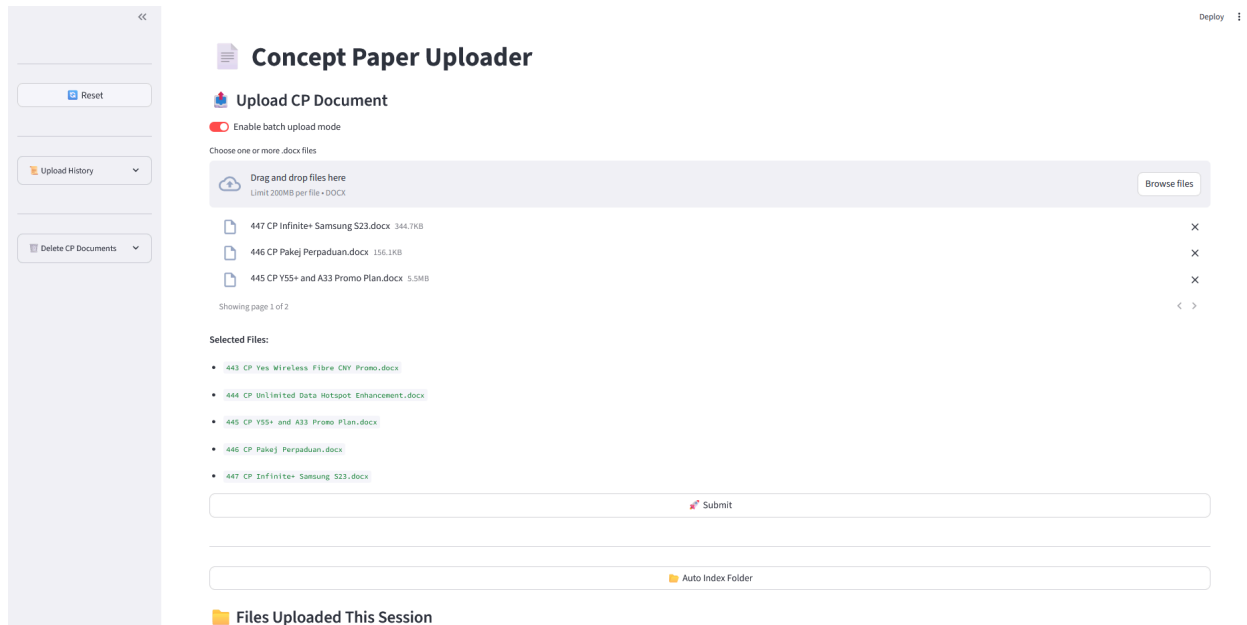 Deploy
Reset
Upload History
Delete CP Documents
Concept Paper Uploader
Upload CP Document
Enable batch upload mode
Choose one or more .docx files
Drag and drop files here
Limit 200MB per file • DOCX
Browse files
447 CP Infinite+ Samsung S23.docx 344.7KB
446 CP Pakej Perpaduan.docx 156.1KB
445 CP Y55+ and A33 Promo Plan.docx 5.5MB
Showing page 1 of 2
Selected Files:
443 CP Yes Wireless Fibre CNY Promo.docx
444 CP Unlimited Data Hotspot Enhancement.docx
445 CP Y55+ and A33 Promo Plan.docx
446 CP Pakej Perpaduan.docx
447 CP Infinite+ Samsung S23.docx
Submit
Auto Index Folder
Files Uploaded This Session